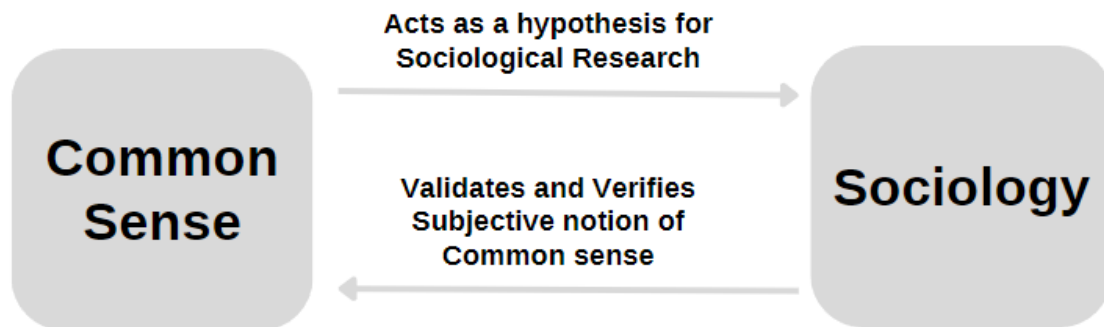 Acts as a hypothesis for
Sociological Research
Common
Sense
Sociology
Validates and Verifies
Subjective notion of
Common sense